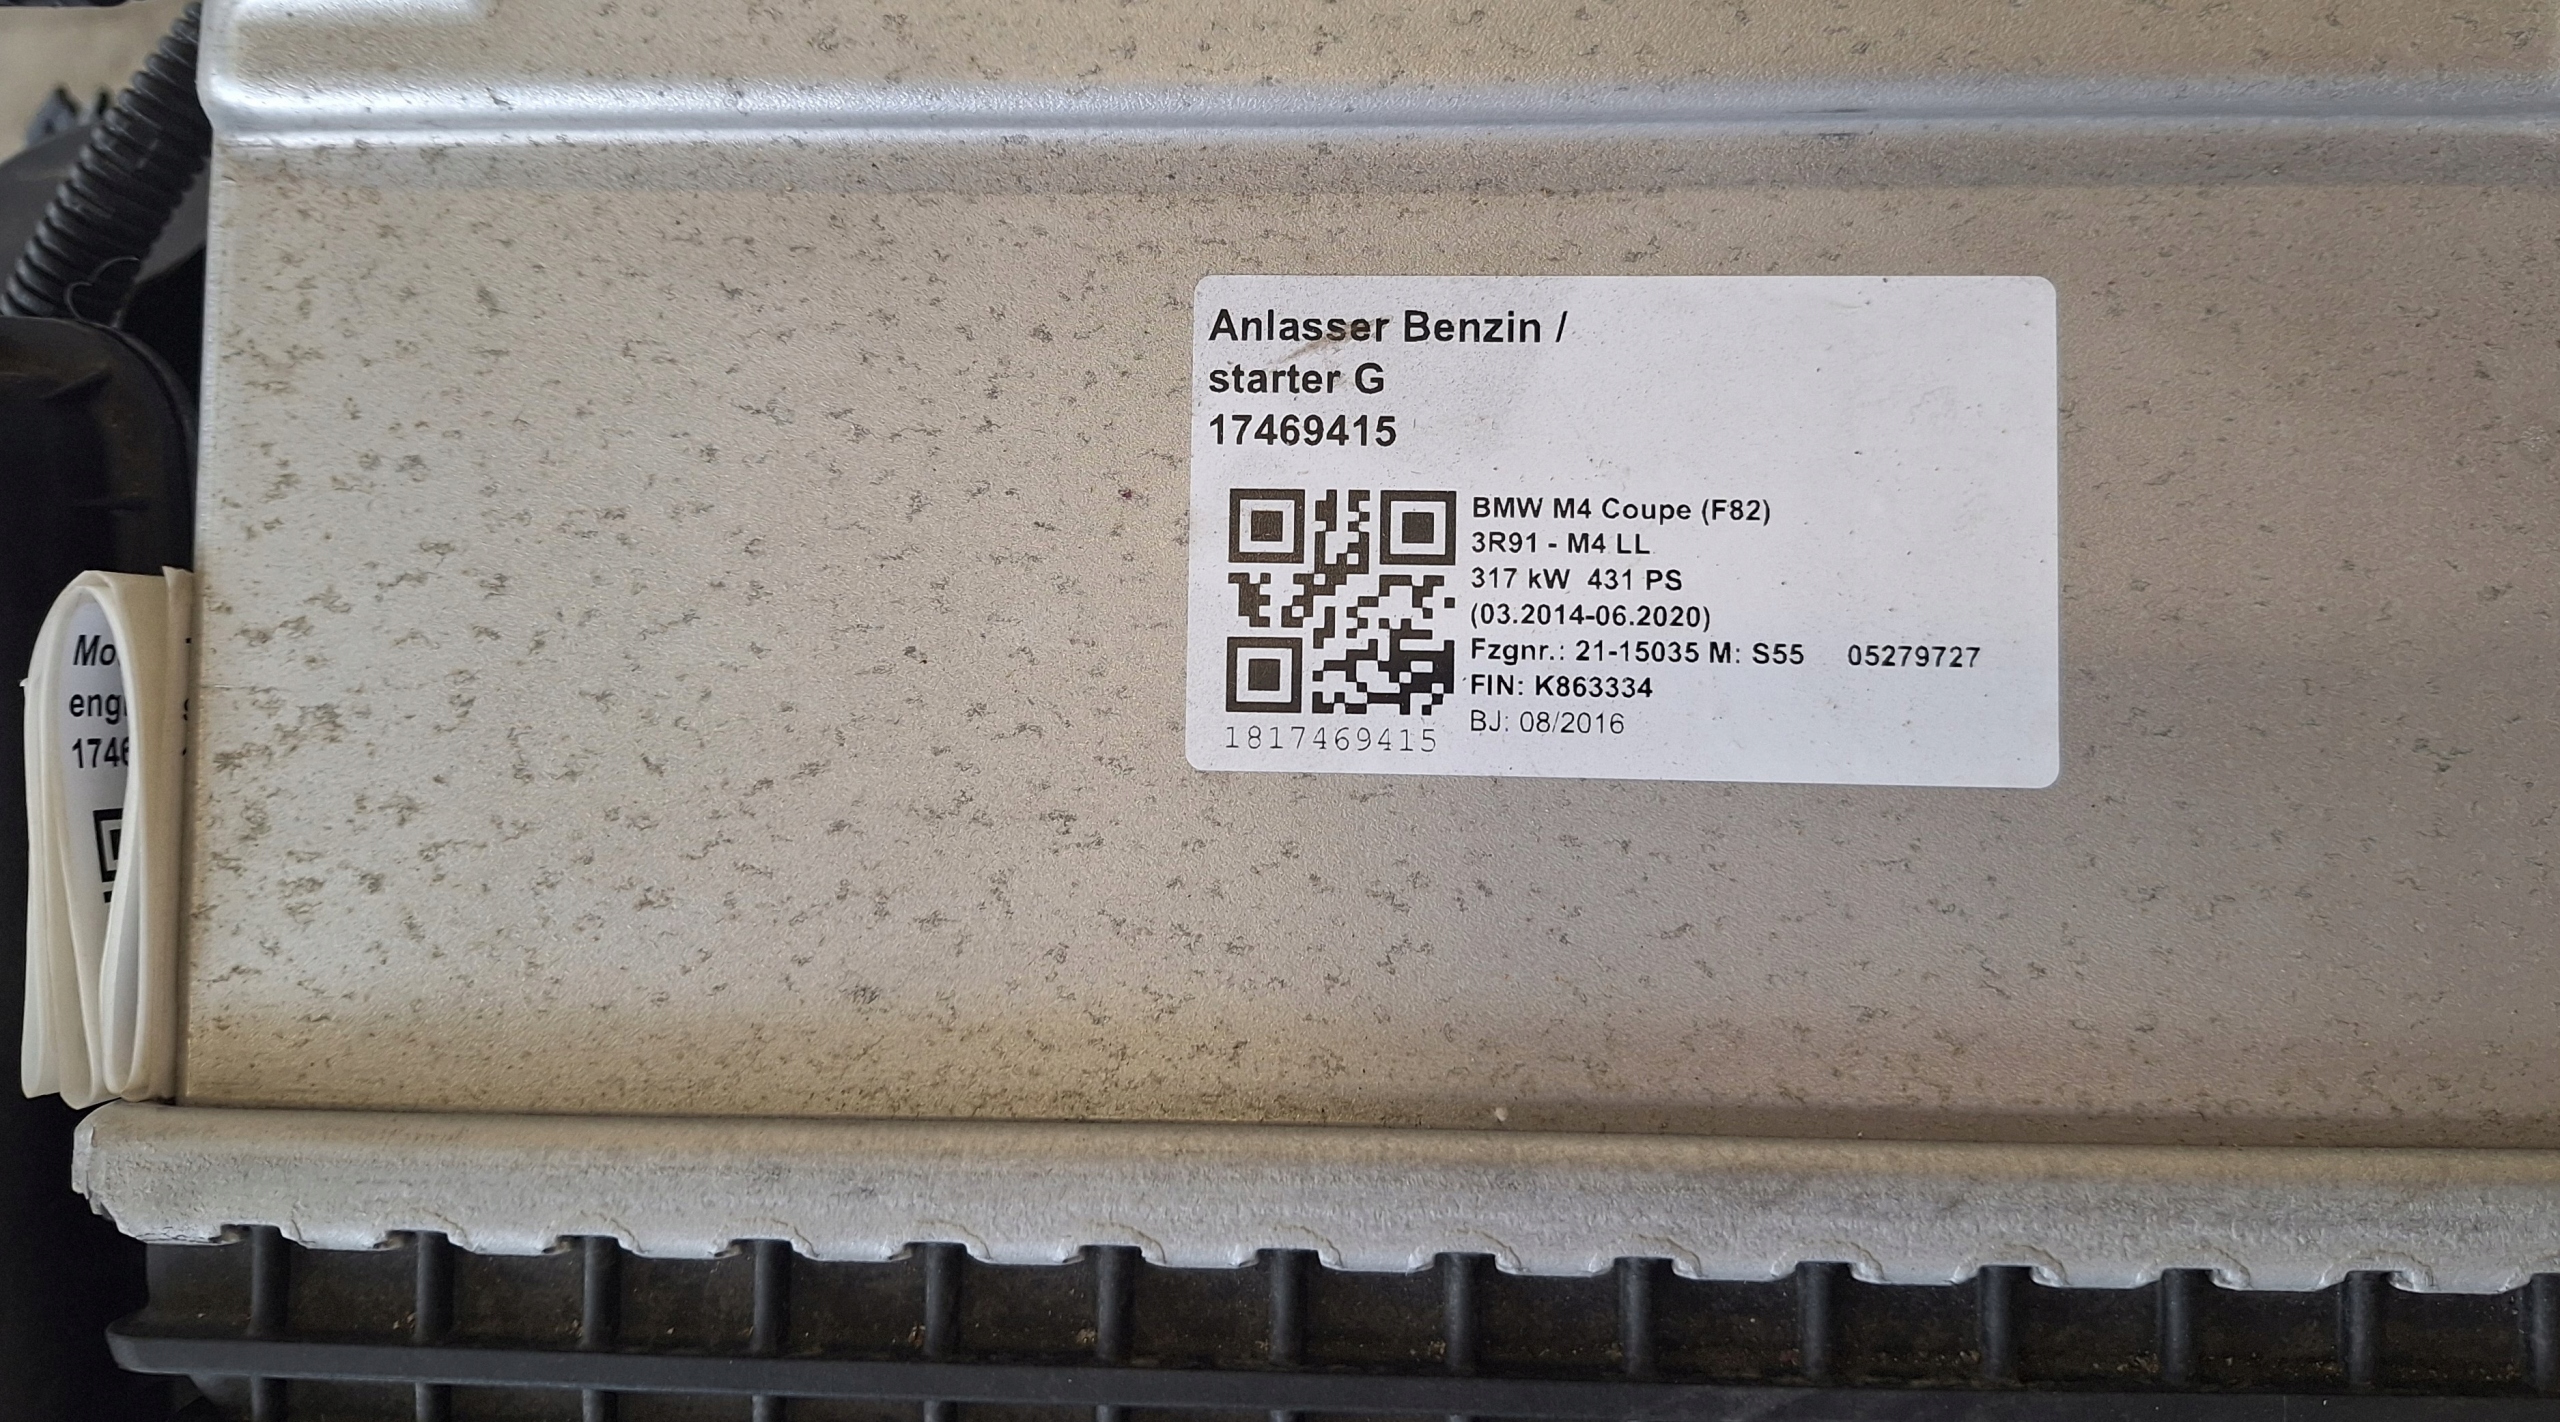 Anlasser Benzin /
starter G
17469415
BMW M4 Coupe (F82)
3R91 - M4 LL
317 kW 431 PS
(03.2014-06.2020)
Fzgnr.: 21-15035 M: S55 05279727
FIN: K863334
BJ: 08/2016
1817469415